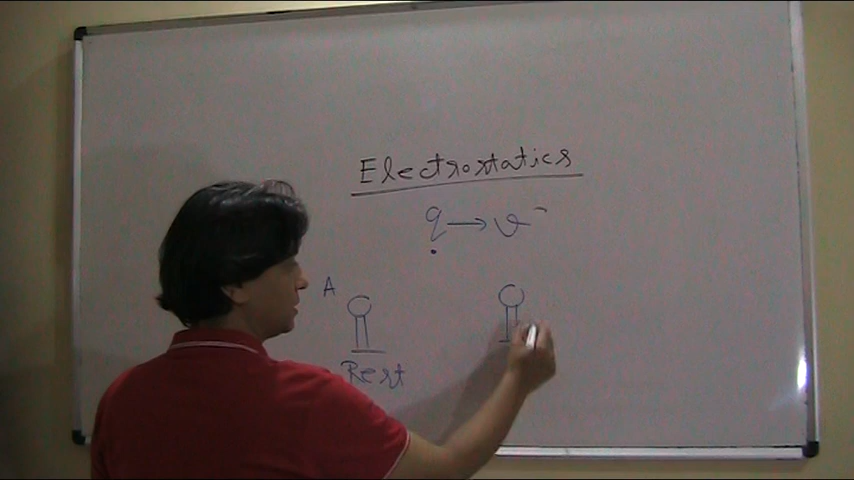 Electrostatics
q → v⁻
A
Rest